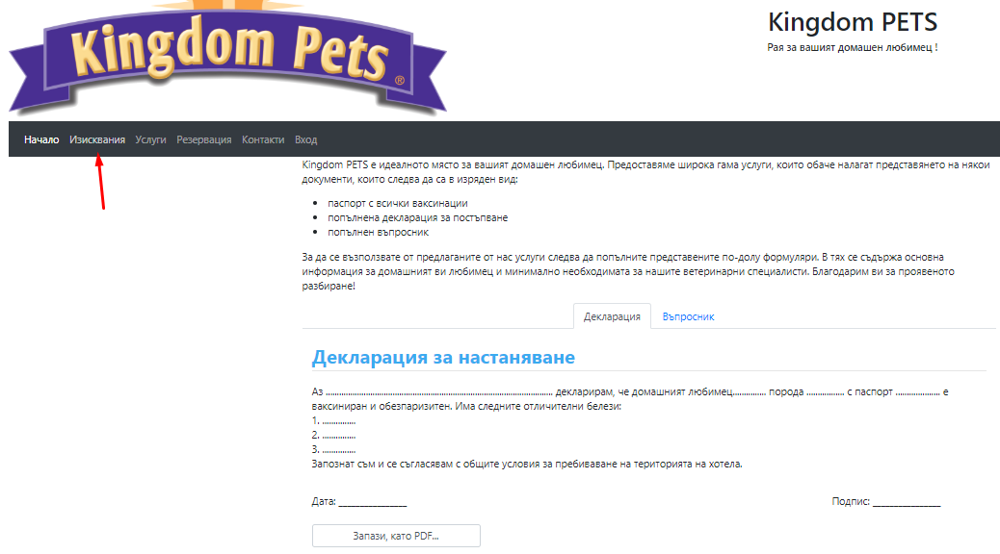 Kingdom Pets ®
Kingdom PETS
Рая за вашият домашен любимец !
Начало Изисквания Услуги Резервация Контакти Вход
Kingdom PETS е идеалното място за вашият домашен любимец. Предоставяме широка гама услуги, които обаче налагат представянето на някои
документи, които следва да са в изряден вид:
• паспорт с всички ваксинации
• попълнена декларация за постъпване
• попълнен въпросник
За да се възползвате от предлаганите от нас услуги следва да попълните представените по-долу формуляри. В тях се съдържа основна
информация за домашният ви любимец и минимално необходимата за нашите ветеринарни специалисти. Благодарим ви за проявеното
разбиране!
Декларация Въпросник
Декларация за настаняване
Аз .................................................................................. декларирам, че домашният любимец............ порода .............. с паспорт ................ е
ваксиниран и обезпаразитен. Има следните отличителни белези:
1. ............
2. ............
3. ............
Запознат съм и се съгласявам с общите условия за пребиваване на територията на хотела.
Дата: ______________ Подпис: ______________
Запази, като PDF...